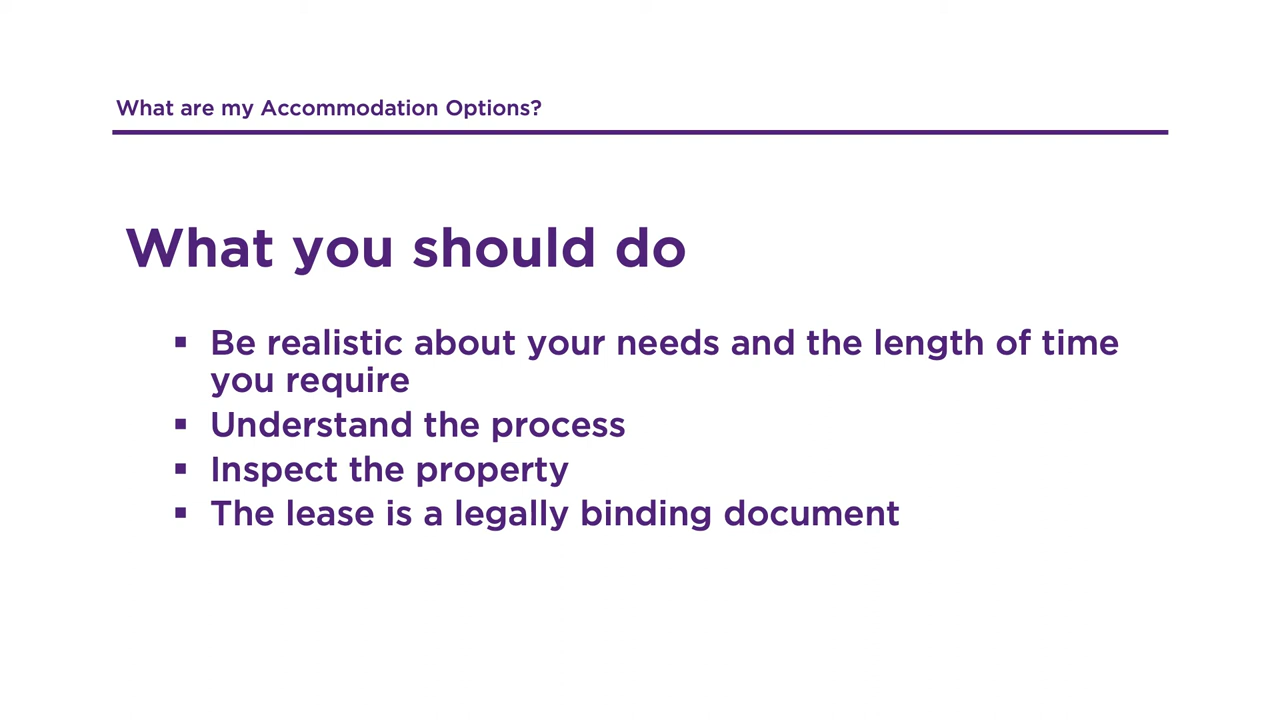 What are my Accommodation Options?
What you should do
▪ Be realistic about your needs and the length of time
you require
▪ Understand the process
▪ Inspect the property
▪ The lease is a legally binding document